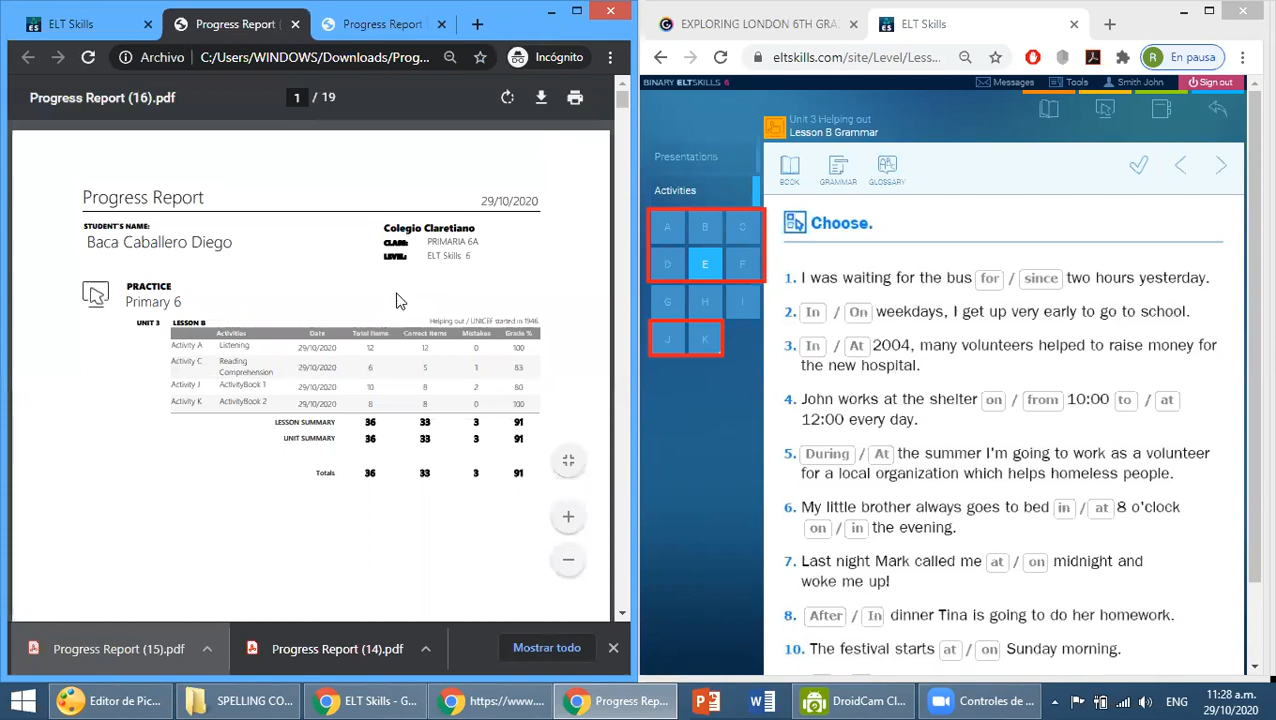 ELT Skills
Progress Report
Progress Report
EXPLORING LONDON 6TH GRA
ELT Skills
Archivo
C:/Users/WINDOWS/Downloads/Prog...
Incógnito
eltskills.com/site/Level/Less...
R
En pausa
Progress Report (16).pdf
1 / 19
BINARY ELTSKILLS 6
Messages
Tools
Smith John
Sign out
Progress Report
29/10/2020
STUDENT'S NAME:
Baca Caballero Diego
Colegio Claretiano
CLASS: PRIMARIA 6A
LEVEL: ELT Skills 6
PRACTICE
Primary 6
UNIT 3 LESSON B Helping out / UNICEF started in 1946.
Activities Date Total Items Correct Items Mistakes Grade %
Activity A Listening 29/10/2020 12 12 0 100
Activity C Reading Comprehension 29/10/2020 6 5 1 83
Activity J ActivityBook 1 29/10/2020 10 8 2 80
Activity K ActivityBook 2 29/10/2020 8 8 0 100
LESSON SUMMARY 36 33 3 91
UNIT SUMMARY 36 33 3 91
Totals 36 33 3 91
Unit 3 Helping out
Lesson B Grammar
Presentations
Activities
A B C
D E F
G H I
J K
BOOK
GRAMMAR
GLOSSARY
Choose.
1. I was waiting for the bus for / since two hours yesterday.
2. In / On weekdays, I get up very early to go to school.
3. In / At 2004, many volunteers helped to raise money for
the new hospital.
4. John works at the shelter on / from 10:00 to / at
12:00 every day.
5. During / At the summer I'm going to work as a volunteer
for a local organization which helps homeless people.
6. My little brother always goes to bed in / at 8 o'clock
on / in the evening.
7. Last night Mark called me at / on midnight and
woke me up!
8. After / In dinner Tina is going to do her homework.
10. The festival starts at / on Sunday morning.
Progress Report (15).pdf
Progress Report (14).pdf
Mostrar todo
Editor de Pic...
SPELLING CO...
ELT Skills - G...
https://www....
Progress Rep...
DroidCam Cl...
Controles de ...
ENG
11:28 a.m.
29/10/2020